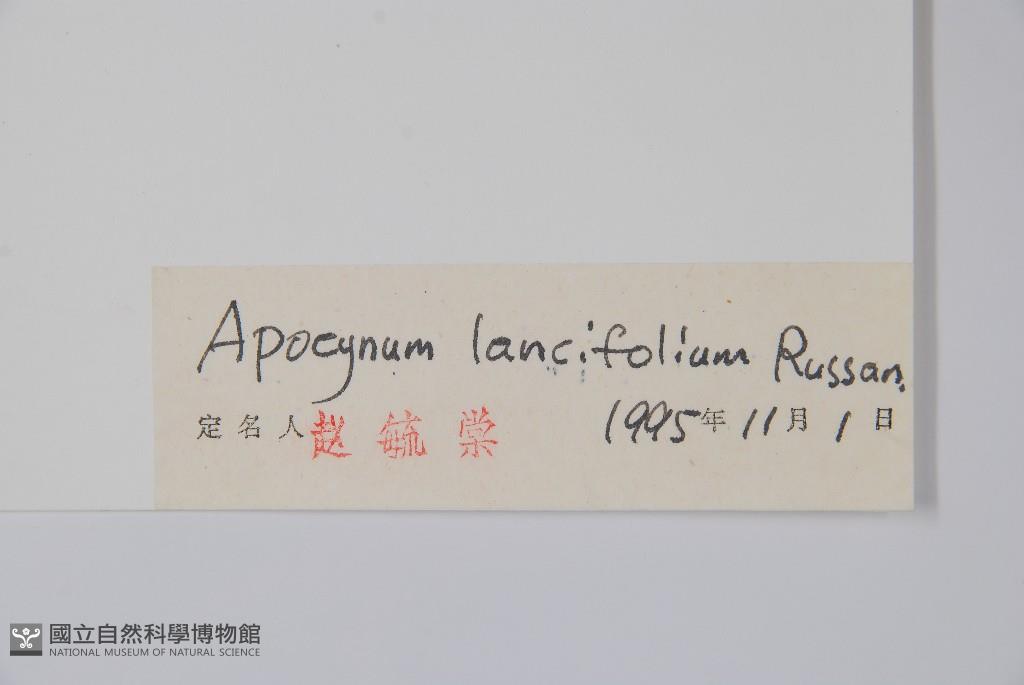 Apocynum lancifolium Russan.
定名人 赵毓棠 1995年11月1日
國立自然科學博物館
NATIONAL MUSEUM OF NATURAL SCIENCE